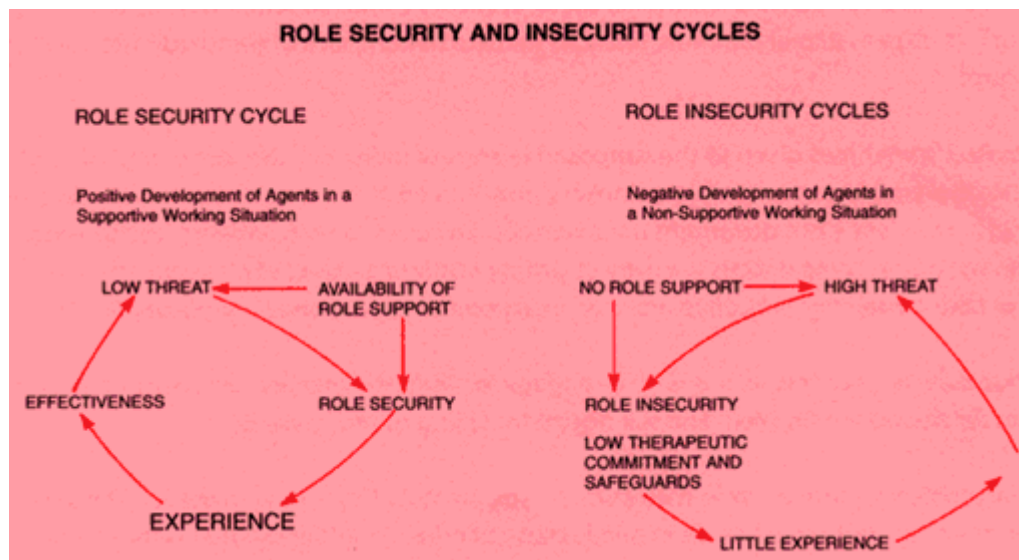 ROLE SECURITY AND INSECURITY CYCLES
ROLE SECURITY CYCLE
Positive Development of Agents in a
Supportive Working Situation
LOW THREAT
AVAILABILITY OF
ROLE SUPPORT
EFFECTIVENESS
ROLE SECURITY
EXPERIENCE
ROLE INSECURITY CYCLES
Negative Development of Agents in
a Non-Supportive Working Situation
NO ROLE SUPPORT
HIGH THREAT
ROLE INSECURITY
LOW THERAPEUTIC
COMMITMENT AND
SAFEGUARDS
LITTLE EXPERIENCE